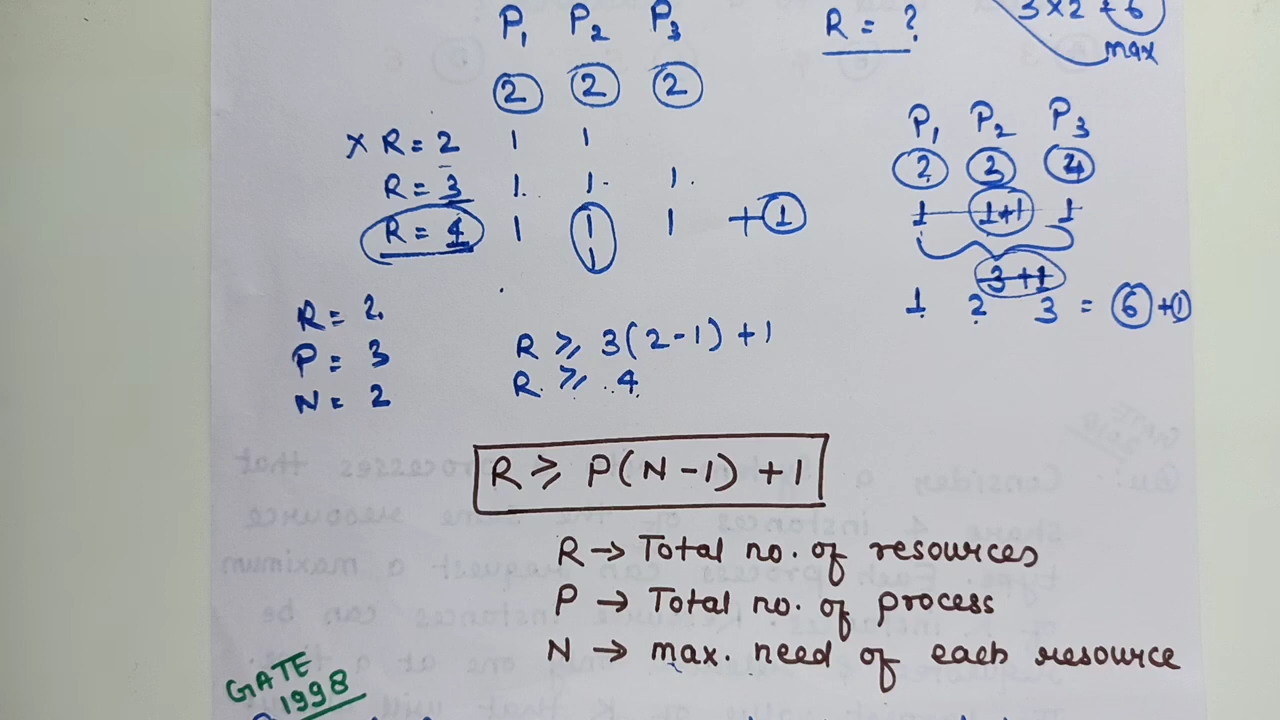 P1 P2 P3
R = ?
3x2 = 6
max
2 2 2
× R = 2 1 1
R = 3 1 1 1
R = 4 1 1 1 + 1
1
P1 P2 P3
2 3 4
1 1+1 1
3+1
1 2 3 = 6 + 1
R = 2
P = 3
N = 2
R ≥ 3(2-1) + 1
R ≥ 4
R ≥ P(N-1) + 1
R → Total no. of resources
P → Total no. of process
N → max. need of each resource
GATE
1998